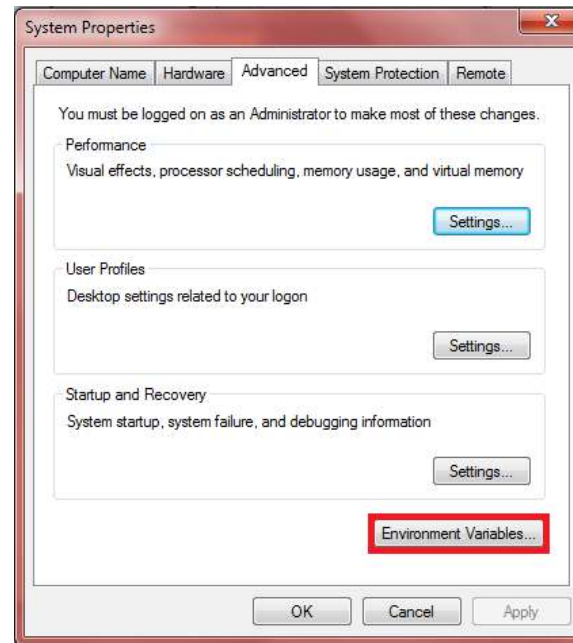 System Properties
Computer Name Hardware Advanced System Protection Remote
You must be logged on as an Administrator to make most of these changes.
Performance
Visual effects, processor scheduling, memory usage, and virtual memory
Settings...
User Profiles
Desktop settings related to your logon
Settings...
Startup and Recovery
System startup, system failure, and debugging information
Settings...
Environment Variables...
OK Cancel Apply